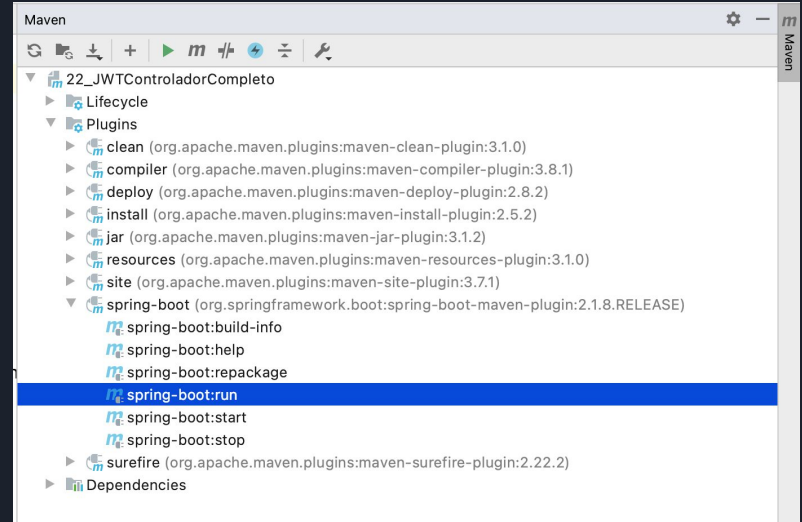 Maven
22_JWTControladorCompleto
Lifecycle
Plugins
clean (org.apache.maven.plugins:maven-clean-plugin:3.1.0)
compiler (org.apache.maven.plugins:maven-compiler-plugin:3.8.1)
deploy (org.apache.maven.plugins:maven-deploy-plugin:2.8.2)
install (org.apache.maven.plugins:maven-install-plugin:2.5.2)
jar (org.apache.maven.plugins:maven-jar-plugin:3.1.2)
resources (org.apache.maven.plugins:maven-resources-plugin:3.1.0)
site (org.apache.maven.plugins:maven-site-plugin:3.7.1)
spring-boot (org.springframework.boot:spring-boot-maven-plugin:2.1.8.RELEASE)
spring-boot:build-info
spring-boot:help
spring-boot:repackage
spring-boot:run
spring-boot:start
spring-boot:stop
surefire (org.apache.maven.plugins:maven-surefire-plugin:2.22.2)
Dependencies
m Maven